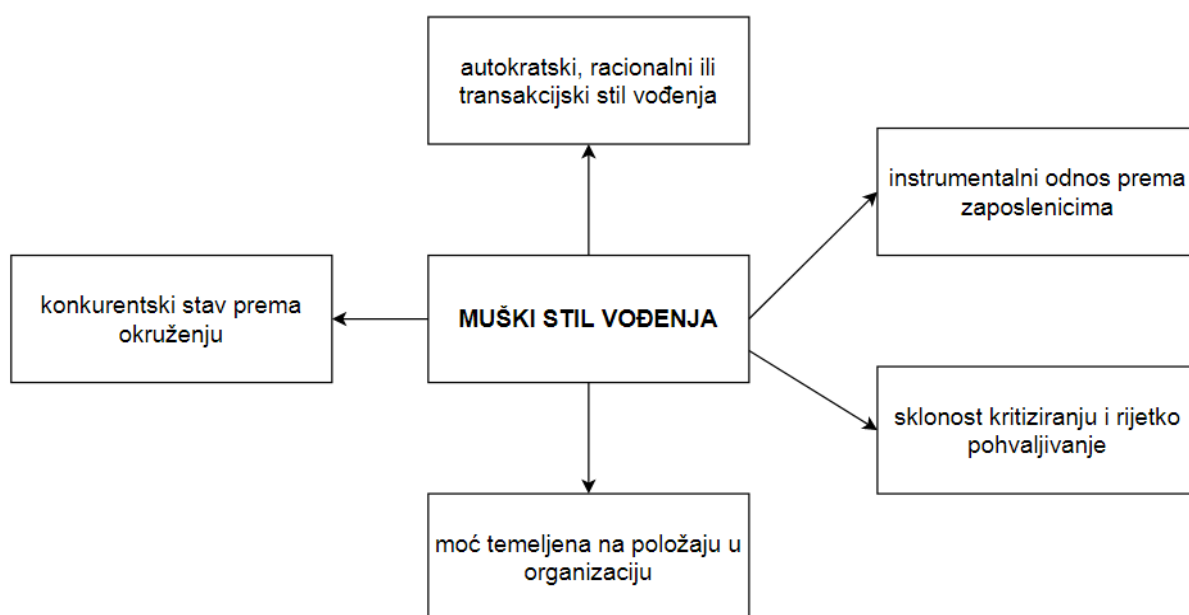 autokratski, racionalni ili
transakcijski stil vođenja
instrumentalni odnos prema
zaposlenicima
konkurentski stav prema
okruženju
MUŠKI STIL VOĐENJA
sklonost kritiziranju i rijetko
pohvaljivanje
moć temeljena na položaju u
organizaciju